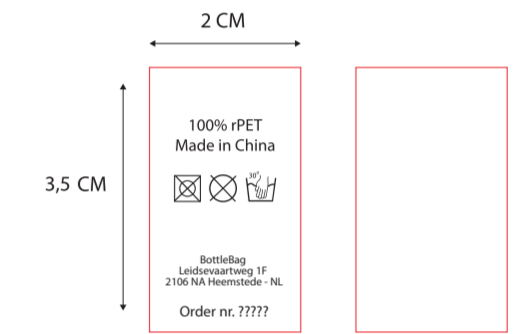 2 CM
3,5 CM
100% rPET
Made in China
30°
BottleBag
Leidsevaartweg 1F
2106 NA Heemstede - NL
Order nr. ?????